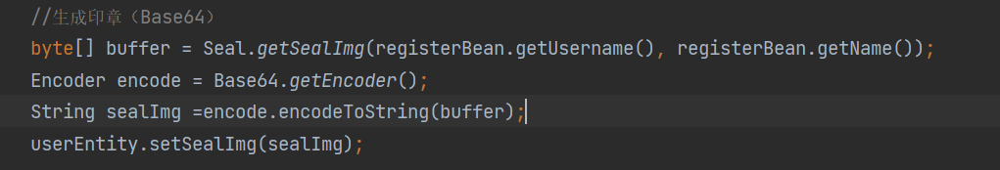 //生成印章（Base64）
byte[] buffer = Seal.getSealImg(registerBean.getUsername(), registerBean.getName());
Encoder encode = Base64.getEncoder();
String sealImg =encode.encodeToString(buffer);
userEntity.setSealImg(sealImg);